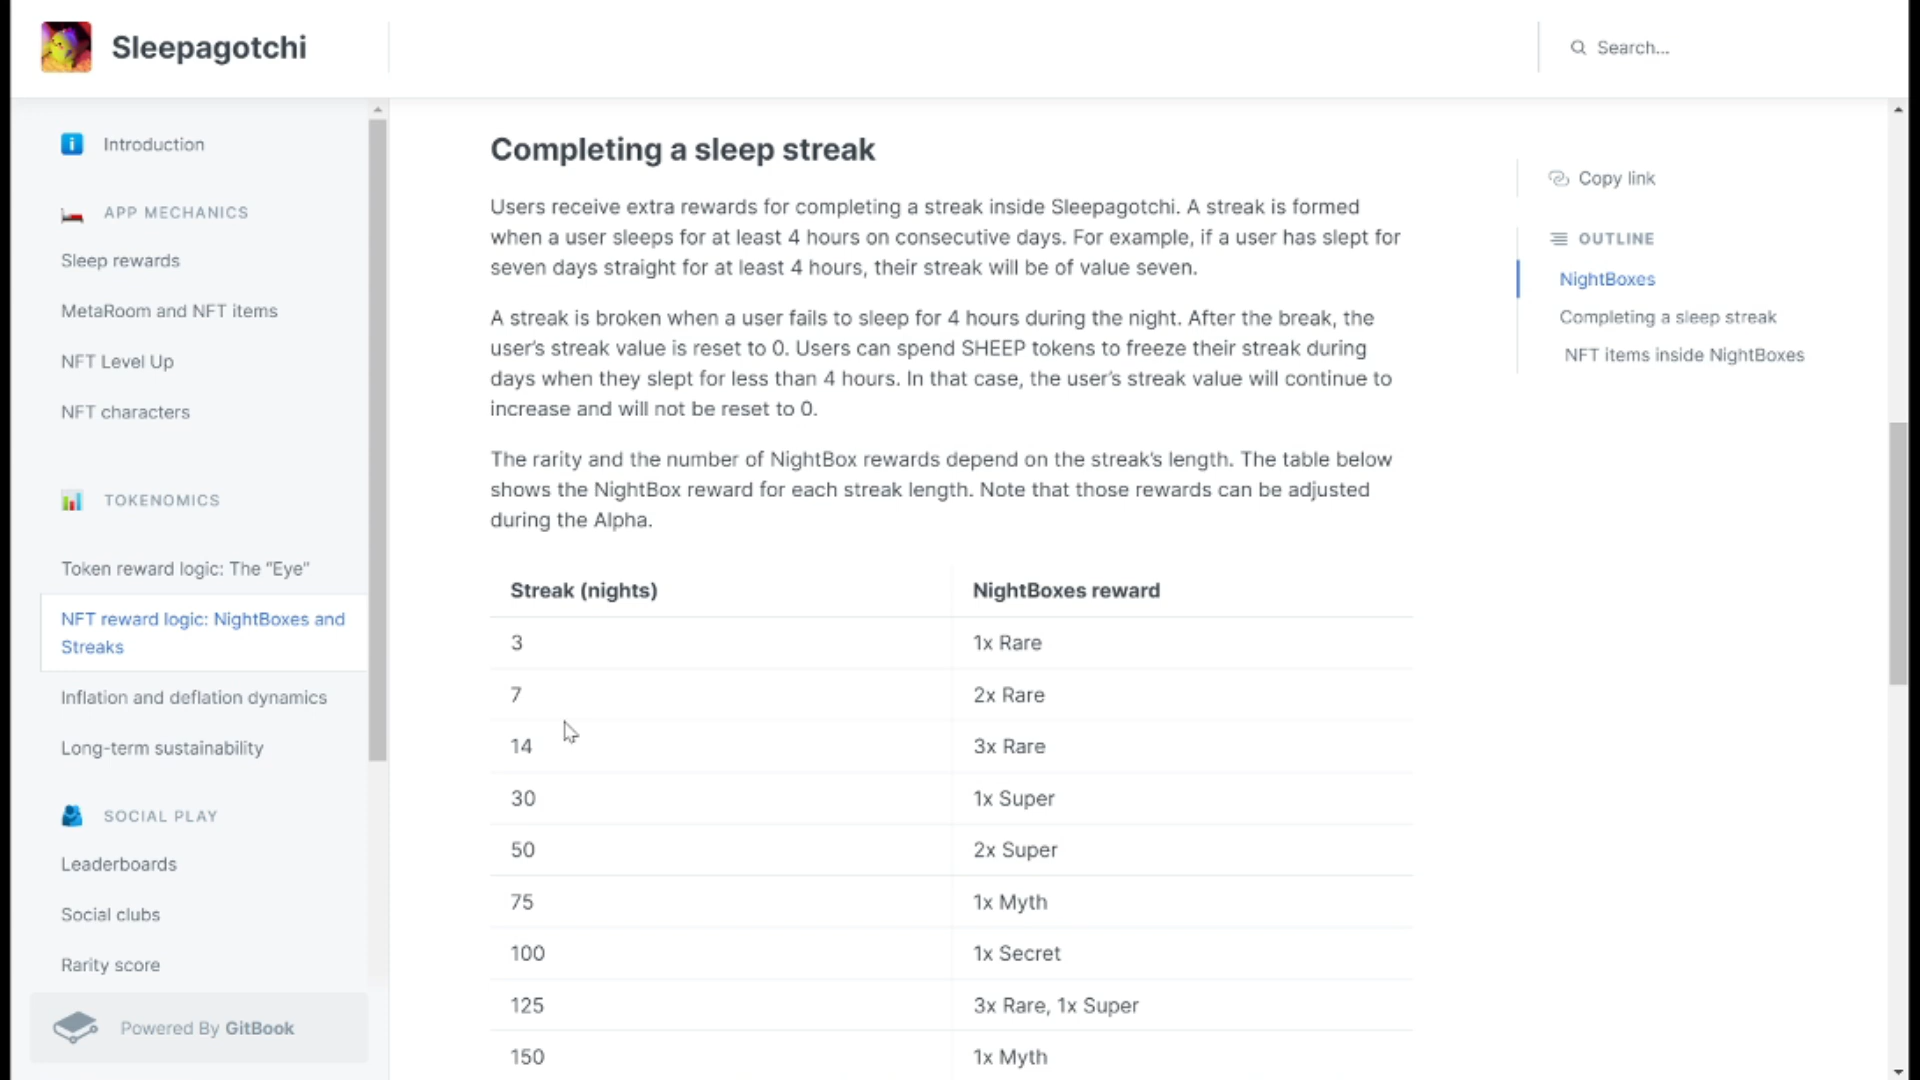 Sleepagotchi
Search...
Introduction
APP MECHANICS
Sleep rewards
MetaRoom and NFT items
NFT Level Up
NFT characters
TOKENOMICS
Token reward logic: The "Eye"
NFT reward logic: NightBoxes and
Streaks
Inflation and deflation dynamics
Long-term sustainability
SOCIAL PLAY
Leaderboards
Social clubs
Rarity score
Powered By GitBook
Completing a sleep streak
Users receive extra rewards for completing a streak inside Sleepagotchi. A streak is formed
when a user sleeps for at least 4 hours on consecutive days. For example, if a user has slept for
seven days straight for at least 4 hours, their streak will be of value seven.
A streak is broken when a user fails to sleep for 4 hours during the night. After the break, the
user's streak value is reset to 0. Users can spend SHEEP tokens to freeze their streak during
days when they slept for less than 4 hours. In that case, the user's streak value will continue to
increase and will not be reset to 0.
The rarity and the number of NightBox rewards depend on the streak's length. The table below
shows the NightBox reward for each streak length. Note that those rewards can be adjusted
during the Alpha.
Streak (nights) NightBoxes reward
3 1x Rare
7 2x Rare
14 3x Rare
30 1x Super
50 2x Super
75 1x Myth
100 1x Secret
125 3x Rare, 1x Super
150 1x Myth
Copy link
OUTLINE
NightBoxes
Completing a sleep streak
NFT items inside NightBoxes